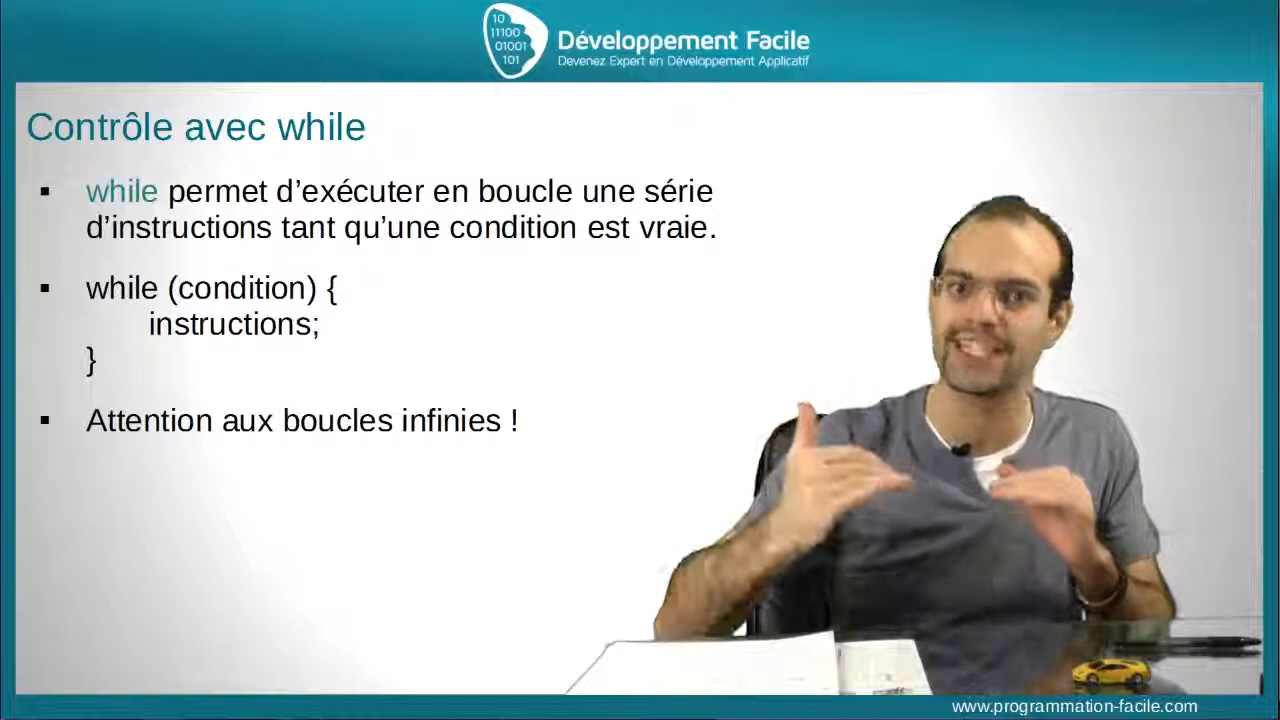 10
11100
01001
101
Développement Facile
Devenez Expert en Développement Applicatif
Contrôle avec while
while permet d’exécuter en boucle une série
d’instructions tant qu’une condition est vraie.
while (condition) {
instructions;
}
Attention aux boucles infinies !
www.programmation-facile.com